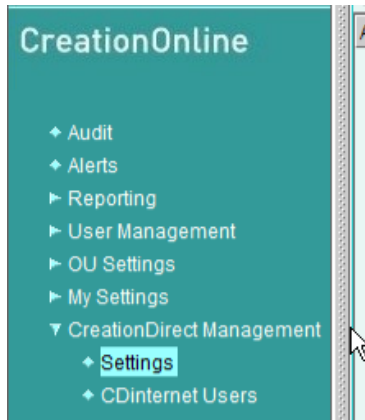 CreationOnline
Audit
Alerts
Reporting
User Management
OU Settings
My Settings
CreationDirect Management
Settings
CDinternet Users